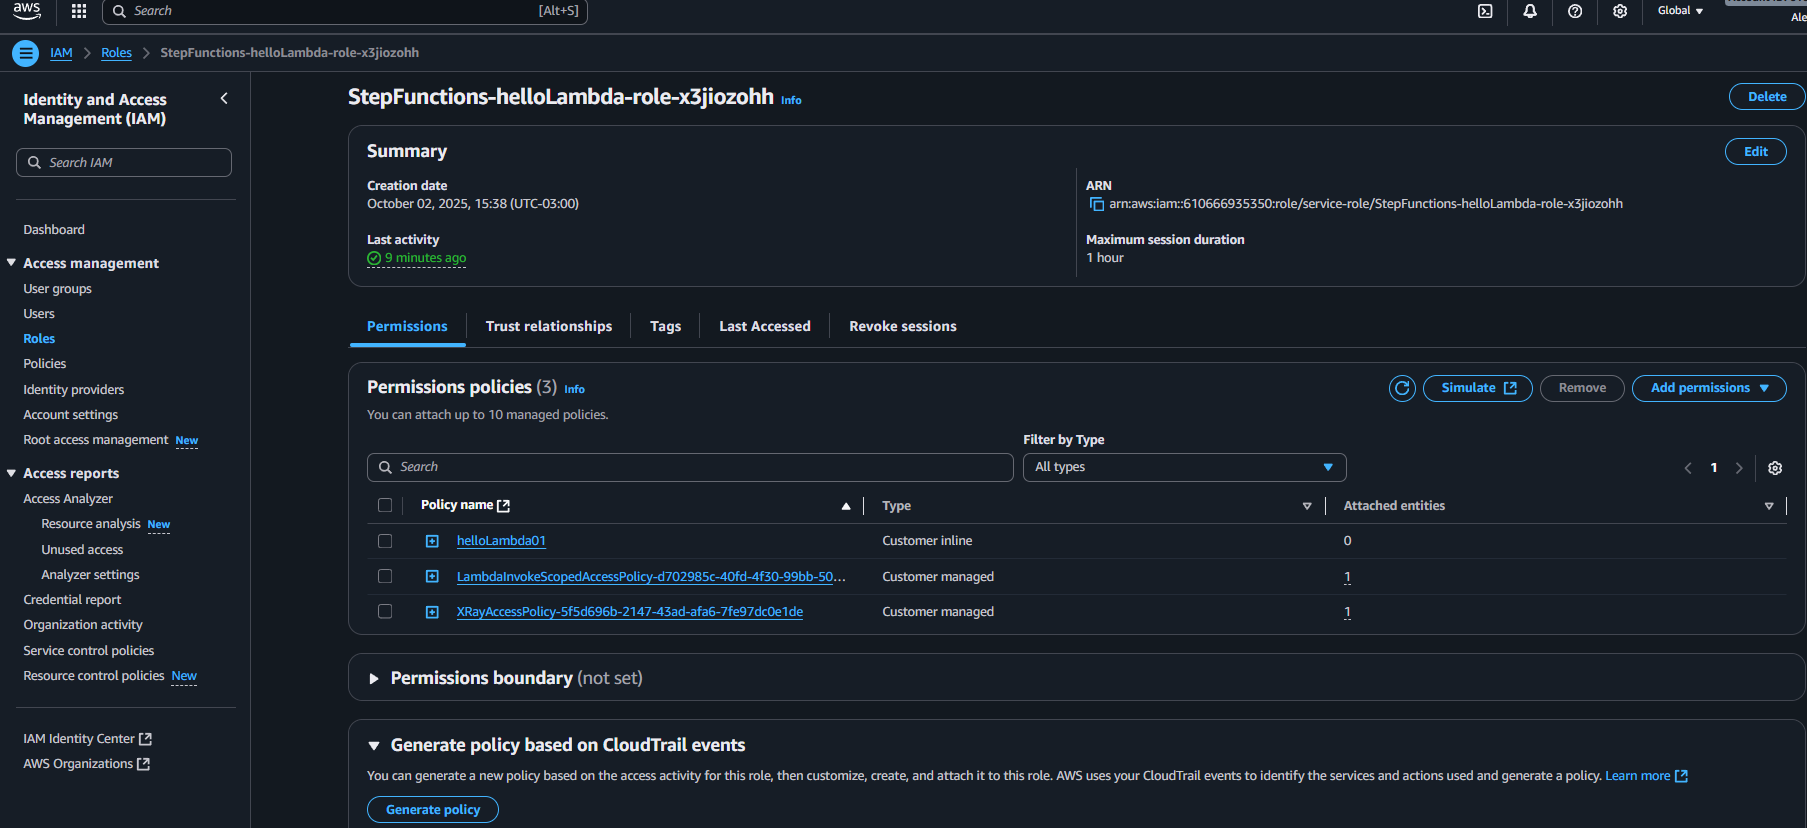 aws
Search [Alt+S]
Global
Ale
IAM > Roles > StepFunctions-helloLambda-role-x3jiozohh
Identity and Access
Management (IAM)
Search IAM
Dashboard
Access management
User groups
Users
Roles
Policies
Identity providers
Account settings
Root access management New
Access reports
Access Analyzer
Resource analysis New
Unused access
Analyzer settings
Credential report
Organization activity
Service control policies
Resource control policies New
IAM Identity Center
AWS Organizations
StepFunctions-helloLambda-role-x3jiozohh Info
Delete
Summary
Edit
Creation date
October 02, 2025, 15:38 (UTC-03:00)
Last activity
9 minutes ago
ARN
arn:aws:iam::610666935350:role/service-role/StepFunctions-helloLambda-role-x3jiozohh
Maximum session duration
1 hour
Permissions
Trust relationships
Tags
Last Accessed
Revoke sessions
Permissions policies (3) Info
You can attach up to 10 managed policies.
Simulate
Remove
Add permissions
Filter by Type
Search
All types
1
Policy name Type Attached entities
helloLambda01 Customer inline 0
LambdaInvokeScopedAccessPolicy-d702985c-40fd-4f30-99bb-50... Customer managed 1
XRayAccessPolicy-5f5d696b-2147-43ad-afa6-7fe97dc0e1de Customer managed 1
Permissions boundary (not set)
Generate policy based on CloudTrail events
You can generate a new policy based on the access activity for this role, then customize, create, and attach it to this role. AWS uses your CloudTrail events to identify the services and actions used and generate a policy. Learn more
Generate policy